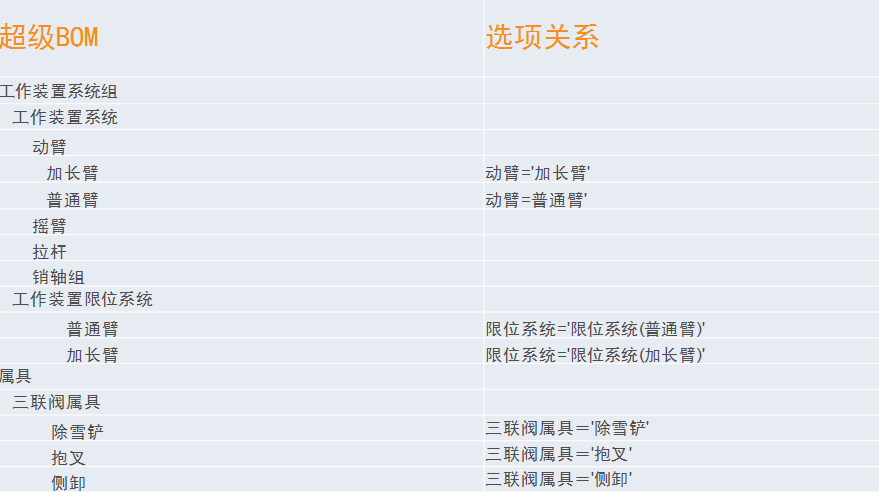 超级BOM 选项关系
工作装置系统组
工作装置系统
动臂
加长臂 动臂='加长臂'
普通臂 动臂=普通臂'
摇臂
拉杆
销轴组
工作装置限位系统
普通臂 限位系统='限位系统(普通臂)'
加长臂 限位系统='限位系统(加长臂)'
属具
三联阀属具
除雪铲 三联阀属具＝'除雪铲'
抱叉 三联阀属具＝'抱叉'
侧卸 三联阀属具＝'侧卸'